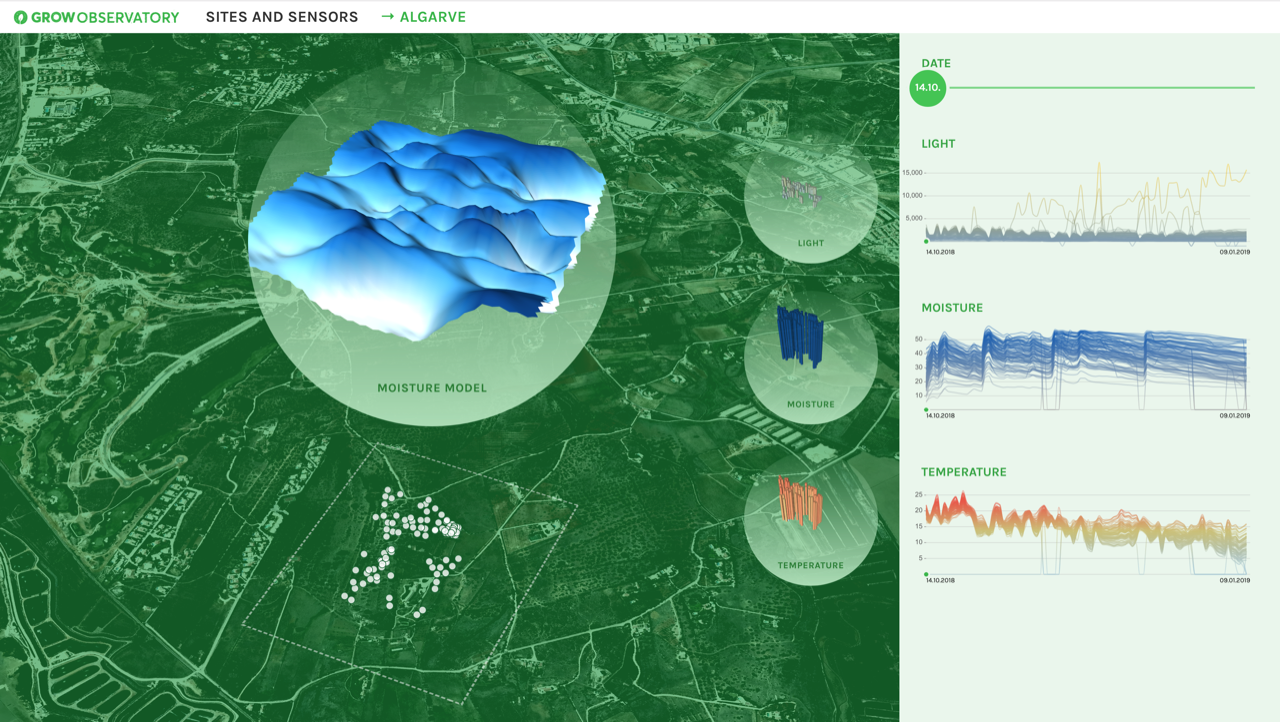 GROWOBSERVATORY SITES AND SENSORS → ALGARVE
MOISTURE MODEL
LIGHT
MOISTURE
TEMPERATURE
DATE
14.10.
LIGHT
15,000
10,000
5,000
14.10.2018 09.01.2019
MOISTURE
50
40
30
20
10
14.10.2018 09.01.2019
TEMPERATURE
25
20
15
10
5
14.10.2018 09.01.2019